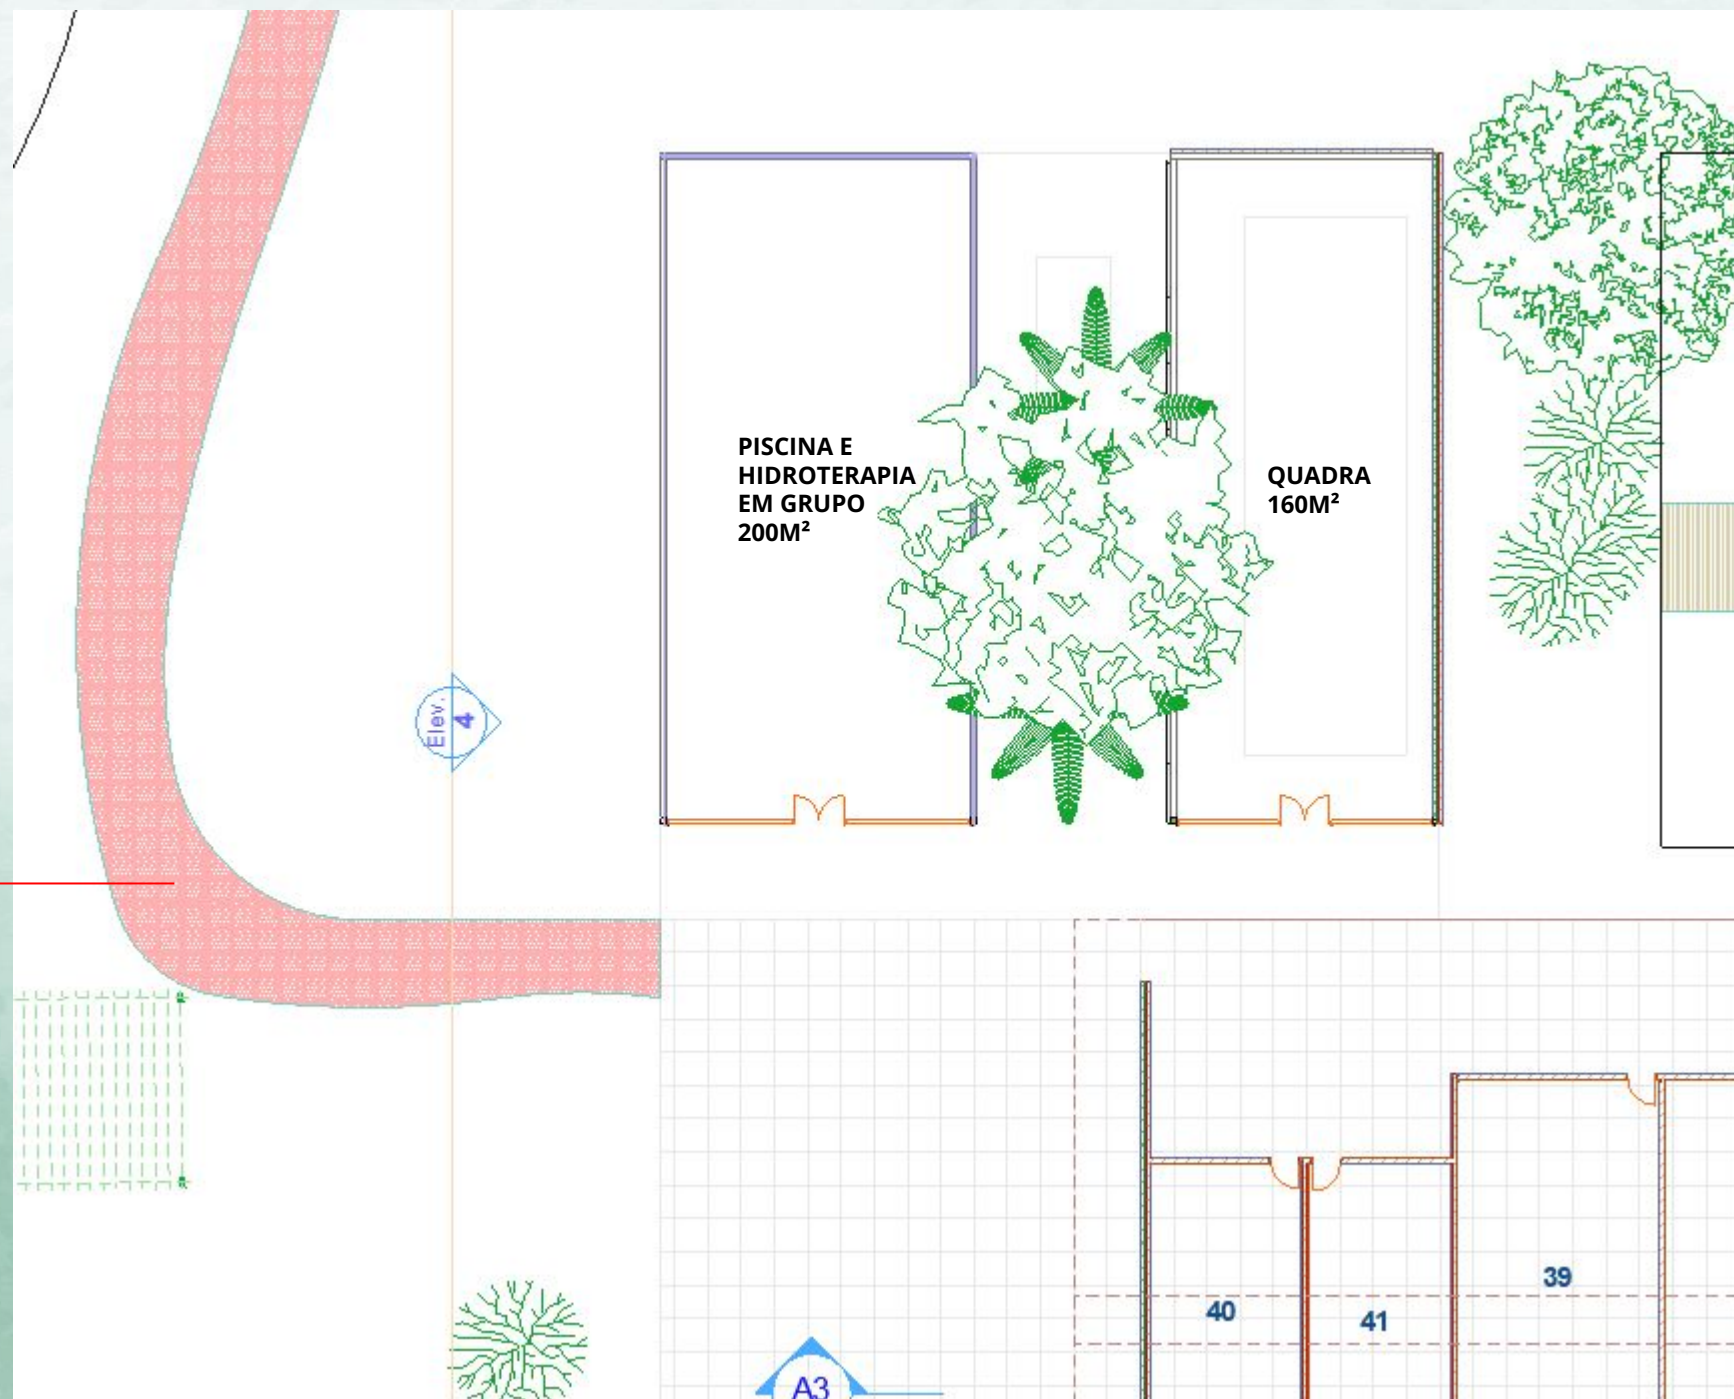 PISCINA E
HIDROTERAPIA
EM GRUPO
200M²
QUADRA
160M²
Elev.
4
39
40
41
A3